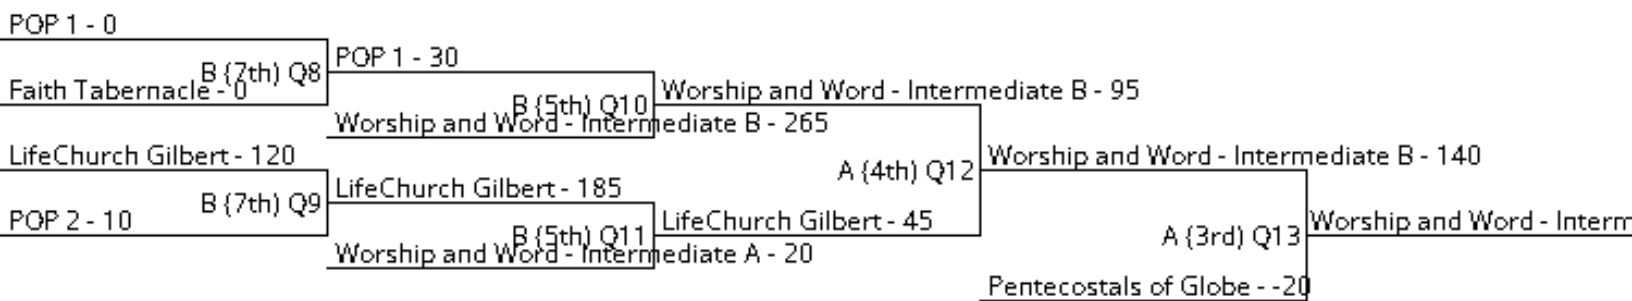 POP 1 - 0
POP 1 - 30
B (7th) Q8
Faith Tabernacle - 0
Worship and Word - Intermediate B - 95
B (5th) Q10
Worship and Word - Intermediate B - 265
LifeChurch Gilbert - 120
Worship and Word - Intermediate B - 140
A (4th) Q12
LifeChurch Gilbert - 185
B (7th) Q9
POP 2 - 10
LifeChurch Gilbert - 45
Worship and Word - Interm
B (5th) Q11
A (3rd) Q13
Worship and Word - Intermediate A - 20
Pentecostals of Globe - -20